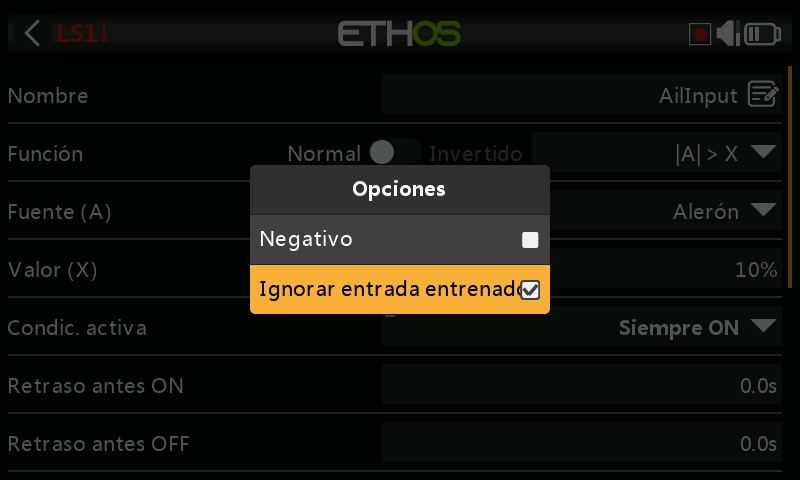 LS1↓
ETHOS
Nombre
AilInput
Función
Normal
Invertido
|A| > X
Fuente (A)
Alerón
Valor (X)
10%
Condic. activa
Siempre ON
Retraso antes ON
0.0s
Retraso antes OFF
0.0s
Opciones
Negativo
Ignorar entrada entrenado